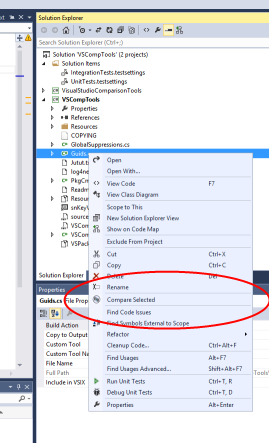 Solution Explorer
Search Solution Explorer (Ctrl+;)
Solution 'VSCompTools' (2 projects)
Solution Items
IntegrationTests.testsettings
UnitTests.testsettings
VisualStudioComparisonTools
VSCompTools
Properties
References
Resources
COPYING
GlobalSuppressions.cs
Guids.
Jutut.t
log4ne
PkgCm
Readm
Resour
snKeyV
source
VSCom
VSCom
VSPack
Open
Open With...
View Code F7
View Class Diagram
Scope to This
New Solution Explorer View
Show on Code Map
Exclude From Project
Cut Ctrl+X
Copy Ctrl+C
Delete Del
Rename
Compare Selected
Find Code Issues
Find Symbols External to Scope
Refactor
Cleanup Code... Ctrl+Alt+F
Find Usages Alt+F7
Find Usages Advanced... Shift+Alt+F7
Run Unit Tests Ctrl+T, R
Debug Unit Tests Ctrl+T, D
Properties Alt+Enter
Solution Explorer
Properties
Guids.cs File Prope
Build Action
Copy to Output
Custom Tool
Custom Tool Na
File Name
Full Path
Include in VSIX